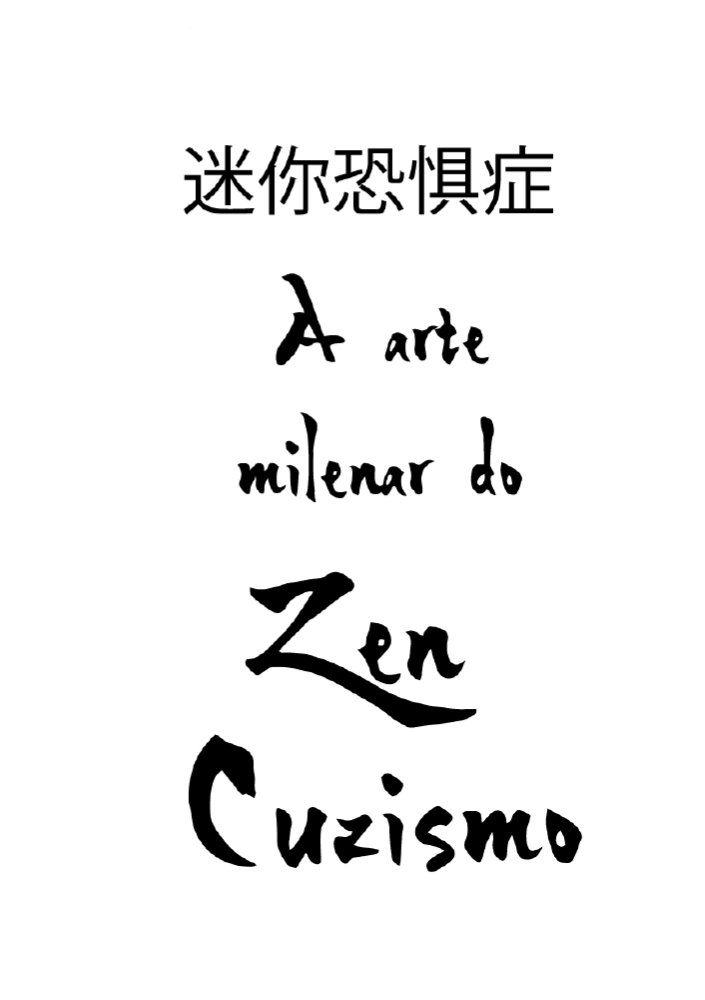 迷你恐惧症
A arte
milenar do
Zen
Cuzismo